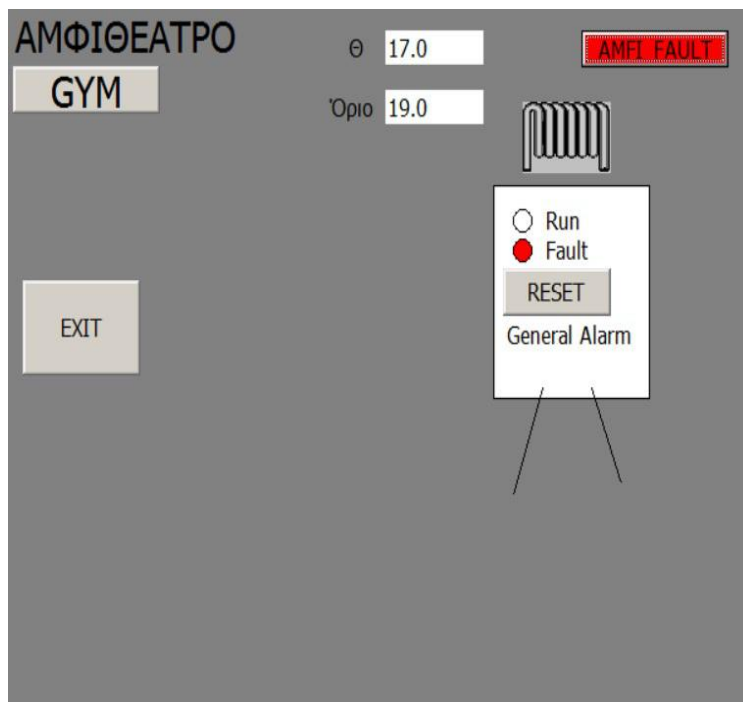 ΑΜΦΙΘΕΑΤΡΟ
GYM
Θ 17.0
Όριο 19.0
AMFI FAULT
Run
Fault
RESET
General Alarm
EXIT